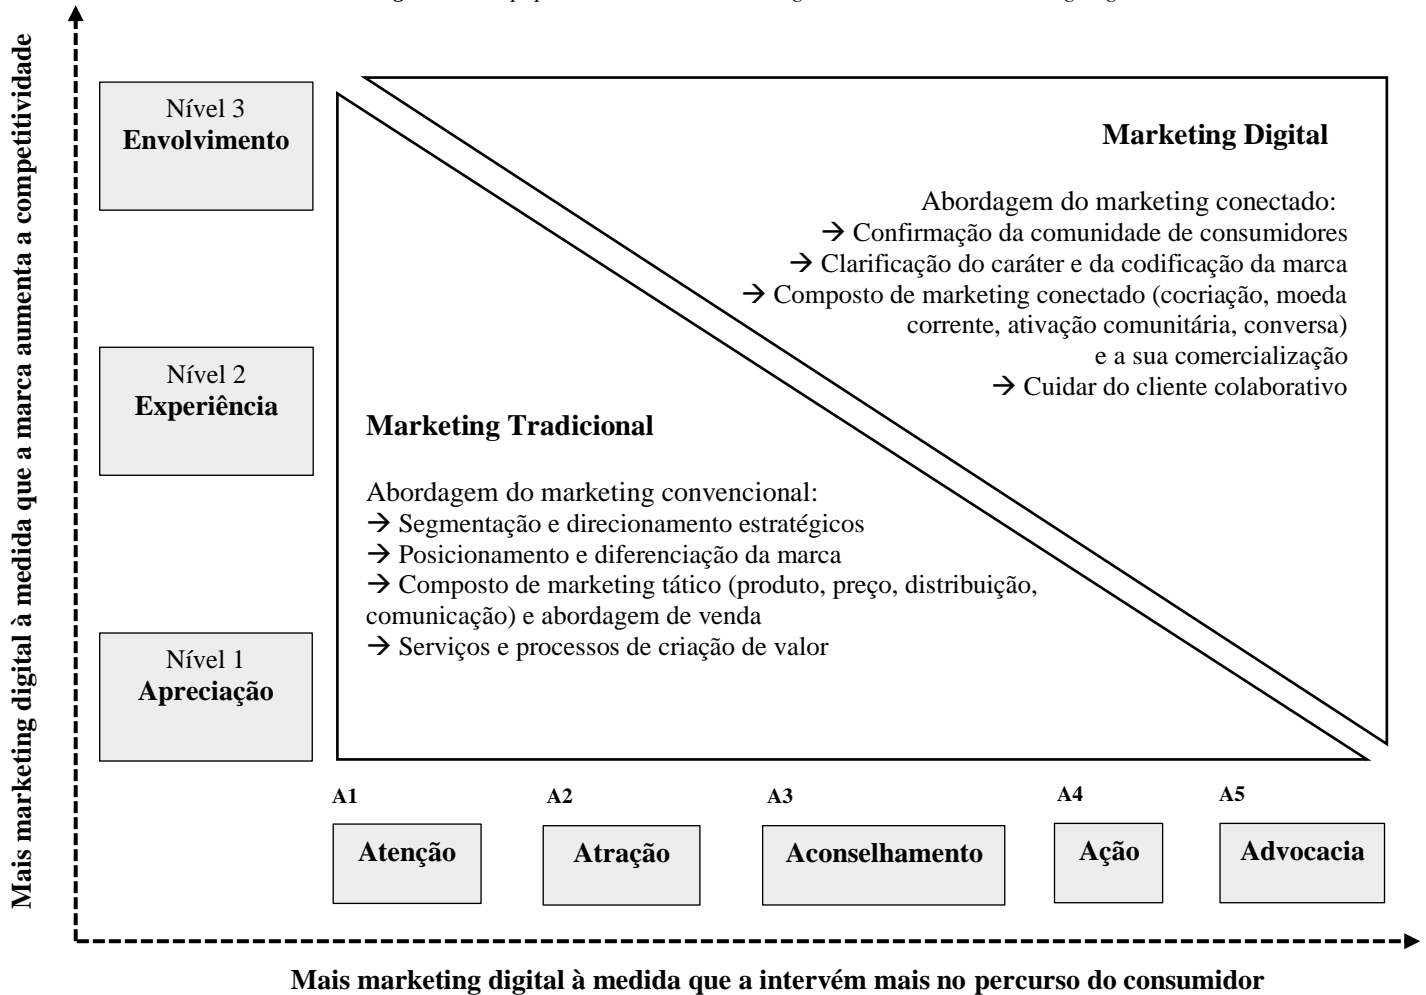 Mais marketing digital à medida que a marca aumenta a competitividade
Nível 3
Envolvimento
Nível 2
Experiência
Nível 1
Apreciação
Marketing Digital
Abordagem do marketing conectado:
→ Confirmação da comunidade de consumidores
→ Clarificação do caráter e da codificação da marca
→ Composto de marketing conectado (cocriação, moeda
corrente, ativação comunitária, conversa)
e a sua comercialização
→ Cuidar do cliente colaborativo
Marketing Tradicional
Abordagem do marketing convencional:
→ Segmentação e direcionamento estratégicos
→ Posicionamento e diferenciação da marca
→ Composto de marketing tático (produto, preço, distribuição,
comunicação) e abordagem de venda
→ Serviços e processos de criação de valor
A1 A2 A3 A4 A5
Atenção Atração Aconselhamento Ação Advocacia
Mais marketing digital à medida que a intervém mais no percurso do consumidor